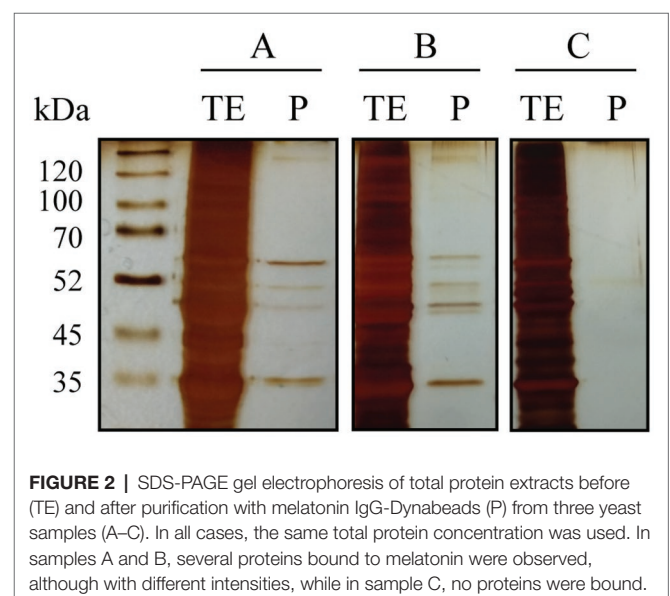 A B C
kDa TE P TE P TE P
120
100
70
52
45
35
FIGURE 2 | SDS-PAGE gel electrophoresis of total protein extracts before
(TE) and after purification with melatonin IgG-Dynabeads (P) from three yeast
samples (A–C). In all cases, the same total protein concentration was used. In
samples A and B, several proteins bound to melatonin were observed,
although with different intensities, while in sample C, no proteins were bound.